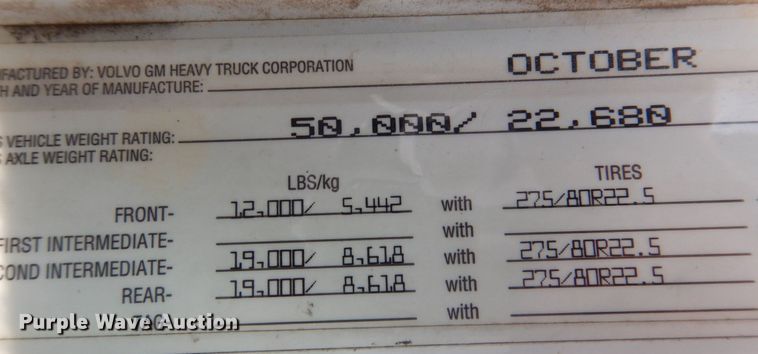 FACTURED BY: VOLVO GM HEAVY TRUCK CORPORATION
H AND YEAR OF MANUFACTURE: OCTOBER
S VEHICLE WEIGHT RATING: 50,000/ 22,680
S AXLE WEIGHT RATING:
LBS/kg TIRES
FRONT- 12,000/ 5,442 with 275/80R22.5
FIRST INTERMEDIATE- with
COND INTERMEDIATE- 19,000/ 8,618 with 275/80R22.5
REAR- 19,000/ 8,618 with 275/80R22.5
TAG- with
Purple Wave Auction